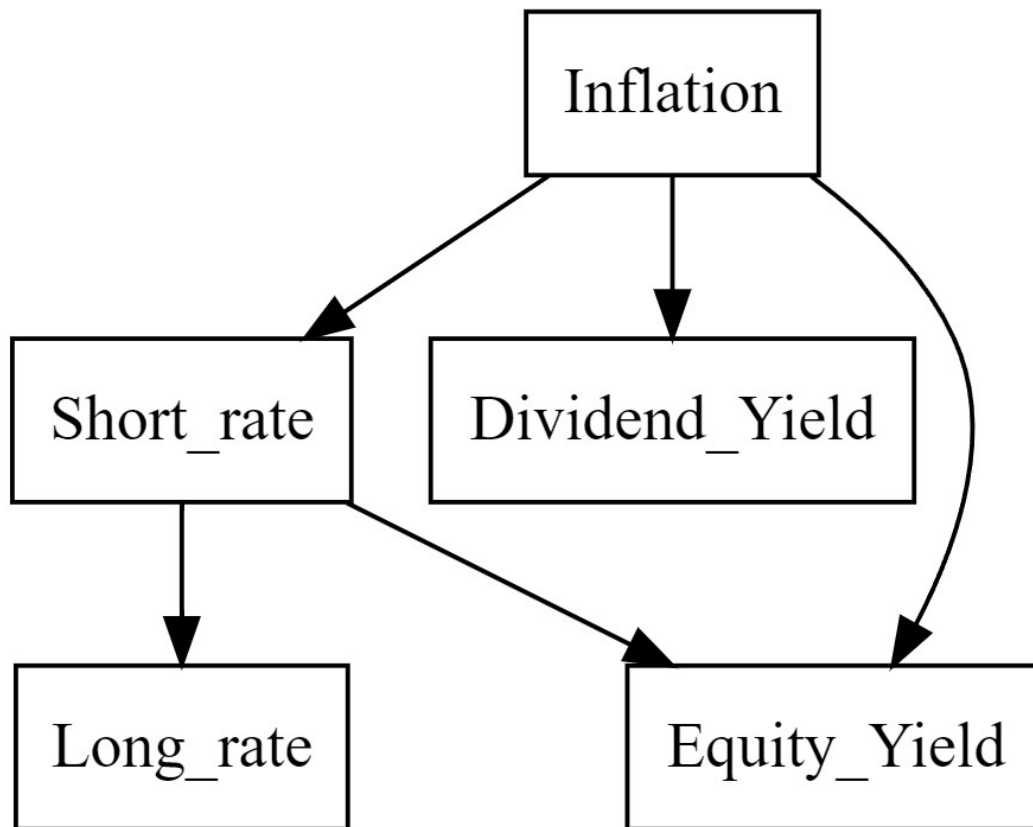 Inflation
Short_rate
Dividend_Yield
Long_rate
Equity_Yield